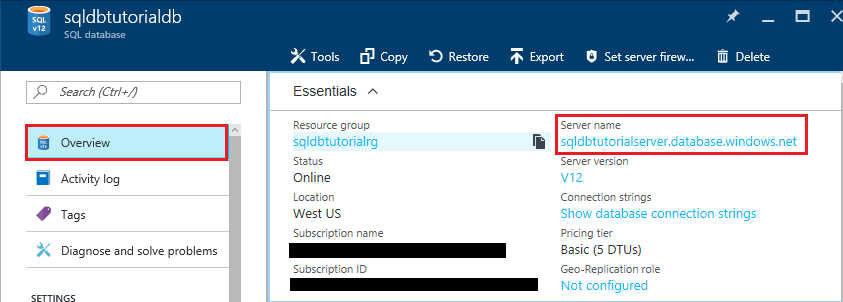 sqldbtutorialdb
SQL database
SQL
v12
Tools
Copy
Restore
Export
Set server firew...
Delete
Search (Ctrl+/)
Overview
Activity log
Tags
Diagnose and solve problems
SETTINGS
Essentials
Resource group
sqldbtutorialrg
Status
Online
Location
West US
Subscription name
Subscription ID
Server name
sqldbtutorialserver.database.windows.net
Server version
V12
Connection strings
Show database connection strings
Pricing tier
Basic (5 DTUs)
Geo-Replication role
Not configured